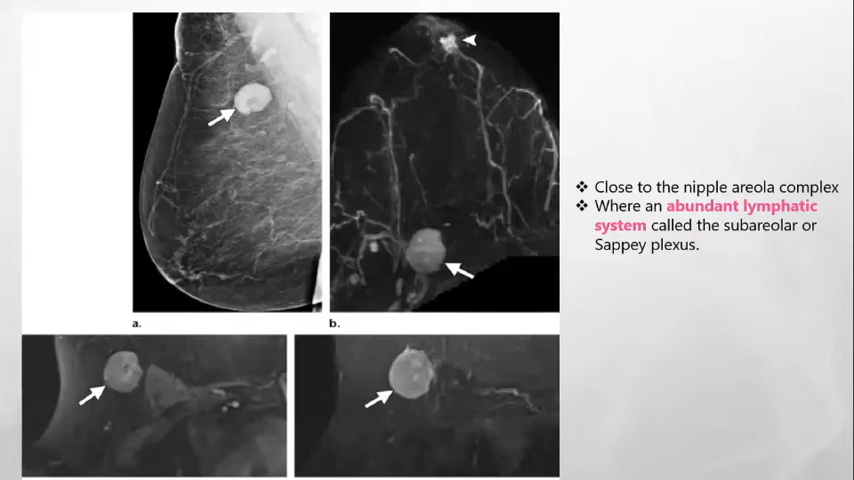 a.
b.
❖ Close to the nipple areola complex
❖ Where an abundant lymphatic
system called the subareolar or
Sappey plexus.